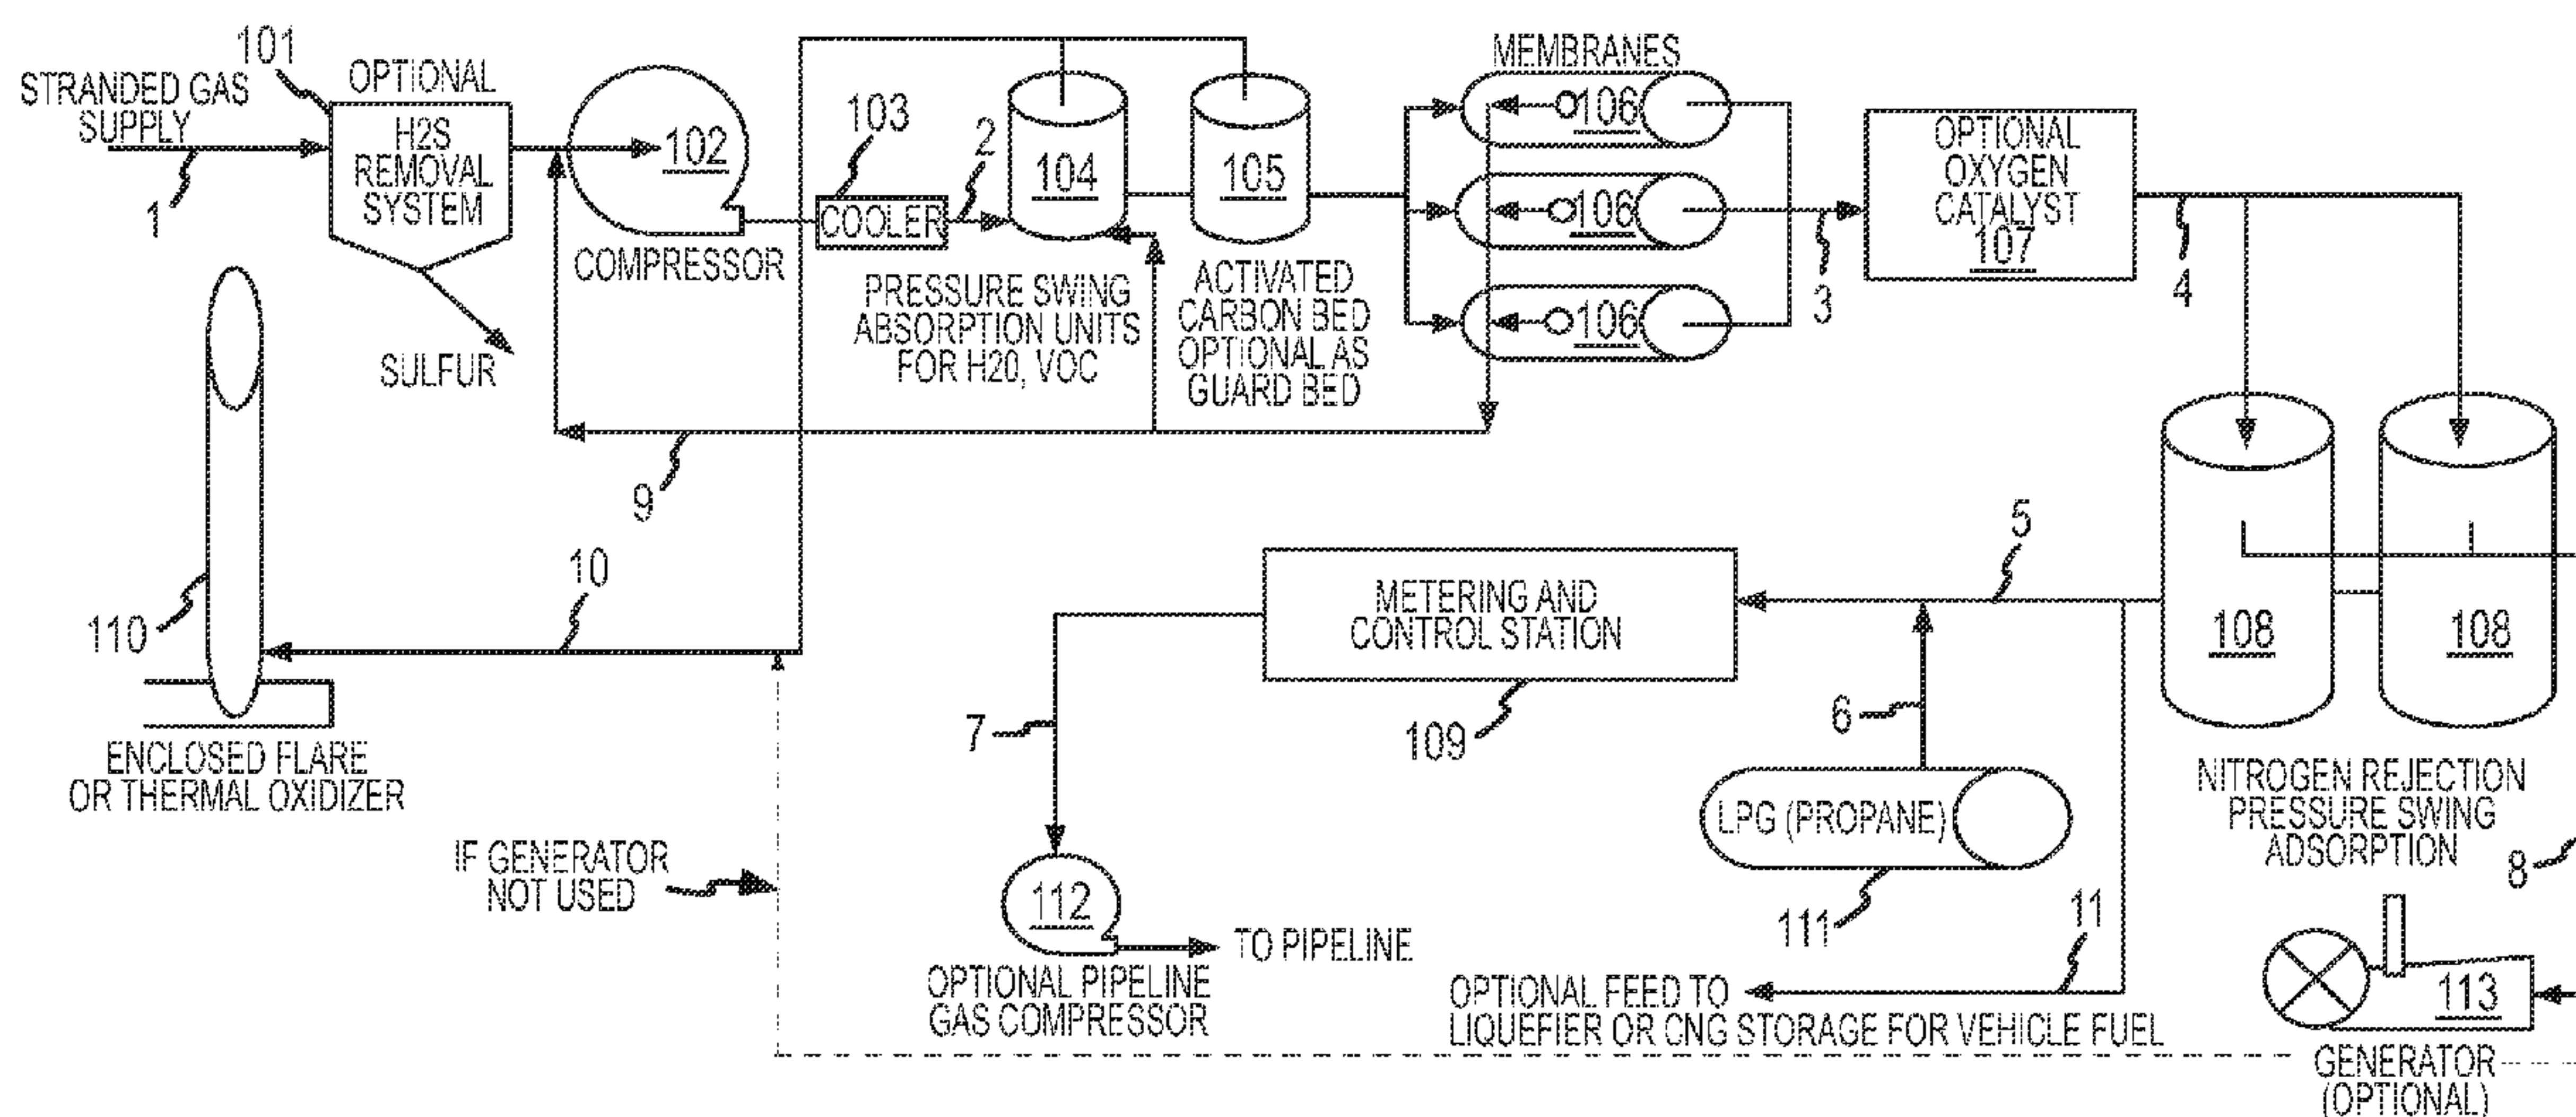 101
STRANDED GAS
SUPPLY
1
OPTIONAL
H2S
REMOVAL
SYSTEM
SULFUR
102
COMPRESSOR
103
COOLER
2
104
PRESSURE SWING
ABSORPTION UNITS
FOR H20, VOC
105
ACTIVATED
CARBON BED
OPTIONAL AS
GUARD BED
MEMBRANES
106
106
106
3
OPTIONAL
OXYGEN
CATALYST
107
4
9
10
110
ENCLOSED FLARE
OR THERMAL OXIDIZER
IF GENERATOR
NOT USED
METERING AND
CONTROL STATION
109
5
6
7
LPG (PROPANE)
111
112
TO PIPELINE
OPTIONAL PIPELINE
GAS COMPRESSOR
11
OPTIONAL FEED TO
LIQUEFIER OR CNG STORAGE FOR VEHICLE FUEL
108
108
NITROGEN REJECTION
PRESSURE SWING
ADSORPTION
8
113
GENERATOR
(OPTIONAL)